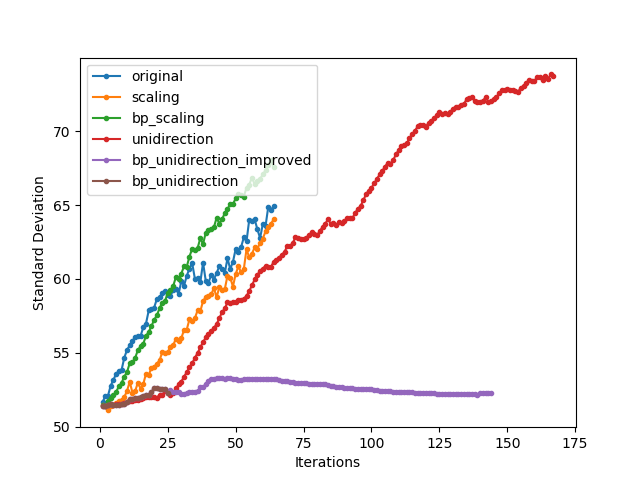 original
scaling
bp_scaling
unidirection
bp_unidirection_improved
bp_unidirection
70
65
60
55
50
Standard Deviation
0 25 50 75 100 125 150 175
Iterations